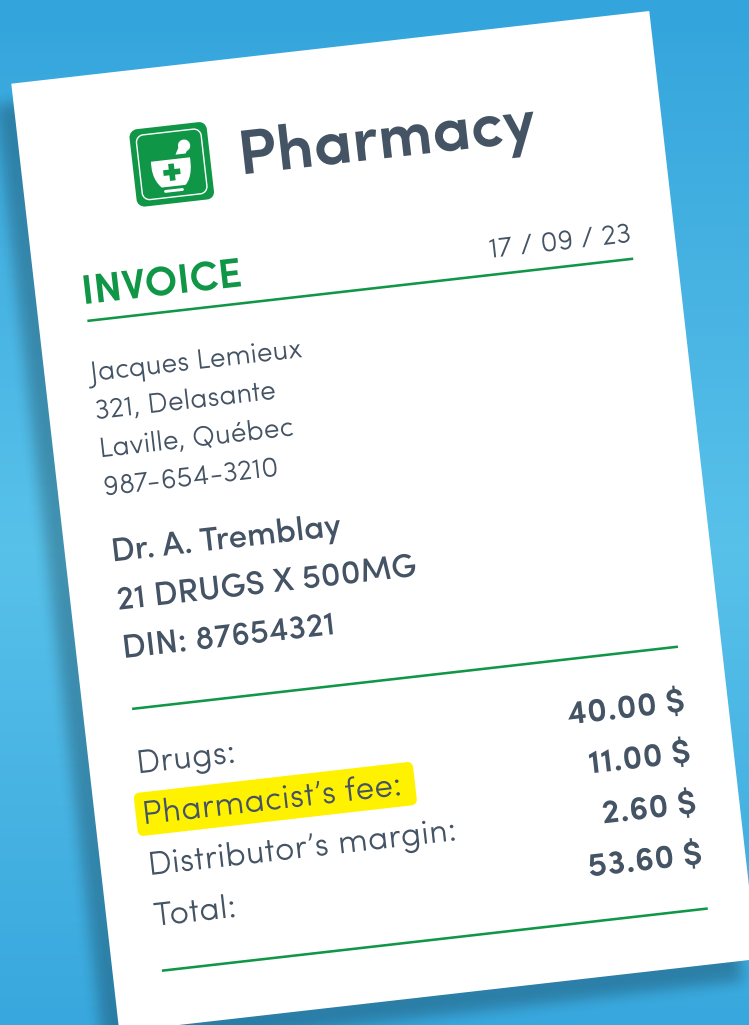 Pharmacy
INVOICE 17 / 09 / 23
Jacques Lemieux
321, Delasante
Laville, Québec
987-654-3210
Dr. A. Tremblay
21 DRUGS X 500MG
DIN: 87654321
Drugs: 40.00 $
Pharmacist's fee: 11.00 $
Distributor's margin: 2.60 $
Total: 53.60 $